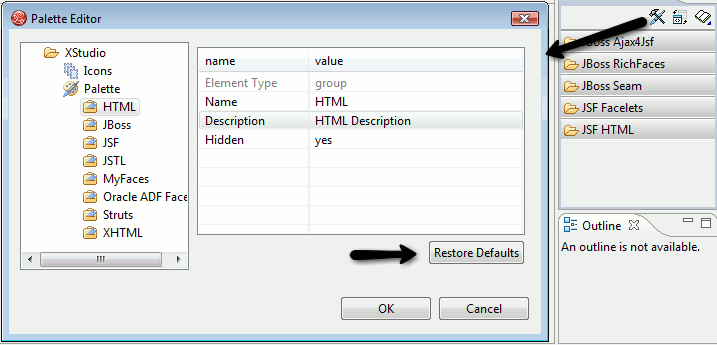 Palette Editor
XStudio
Icons
Palette
HTML
JBoss
JSF
JSTL
MyFaces
Oracle ADF Face
Struts
XHTML
name value
Element Type group
Name HTML
Description HTML Description
Hidden yes
Restore Defaults
OK Cancel
Boss Ajax4Jsf
JBoss RichFaces
JBoss Seam
JSF Facelets
JSF HTML
Outline
An outline is not available.